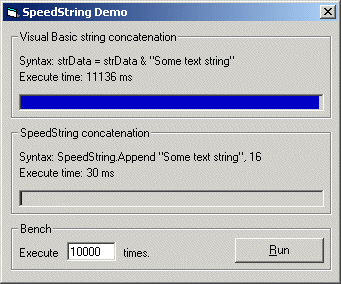 SpeedString Demo
Visual Basic string concatenation
Syntax: strData = strData & "Some text string"
Execute time: 11136 ms
SpeedString concatenation
Syntax: SpeedString.Append "Some text string", 16
Execute time: 30 ms
Bench
Execute 10000 times. Run